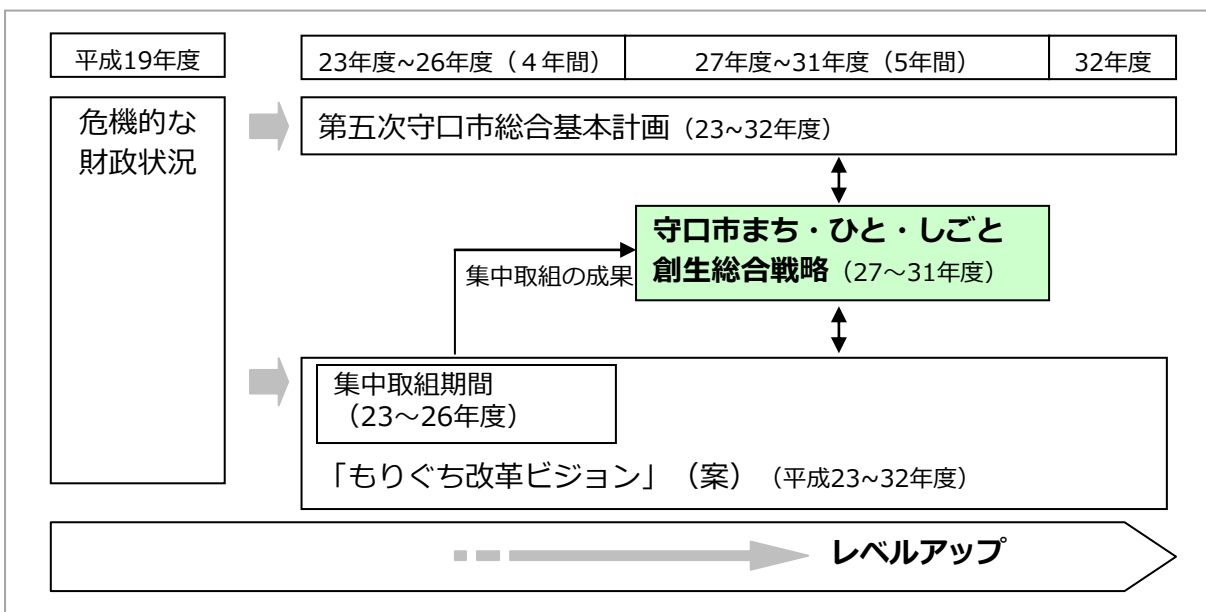 平成19年度
23年度~26年度（４年間）
27年度~31年度（5年間）
32年度
危機的な
財政状況
第五次守口市総合基本計画（23~32年度）
守口市まち・ひと・しごと
創生総合戦略（27～31年度）
集中取組の成果
集中取組期間
（23～26年度）
「もりぐち改革ビジョン」（案）（平成23~32年度）
レベルアップ